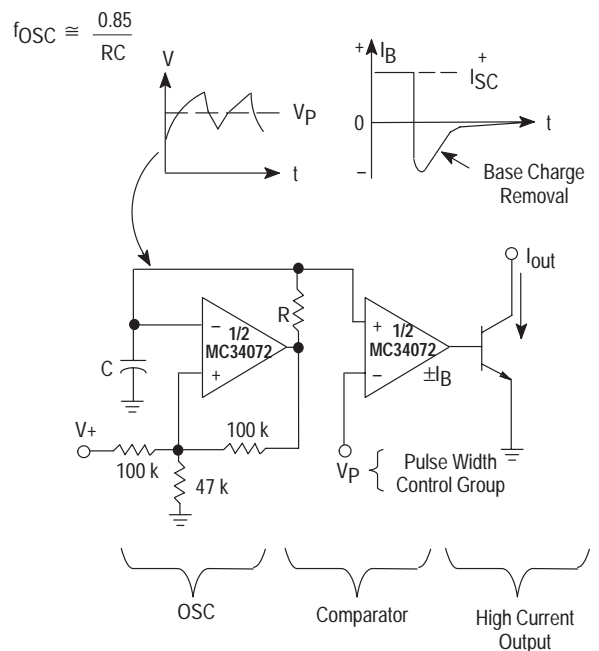 fOSC ≅ 0.85
RC
V
VP
t
+ IB
+
ISC
0
t
−
Base Charge
Removal
Iout
R
−
1/2
MC34072
+
+
1/2
MC34072
−
±IB
C
V+
100 k
100 k
47 k
VP
Pulse Width
Control Group
OSC
Comparator
High Current
Output